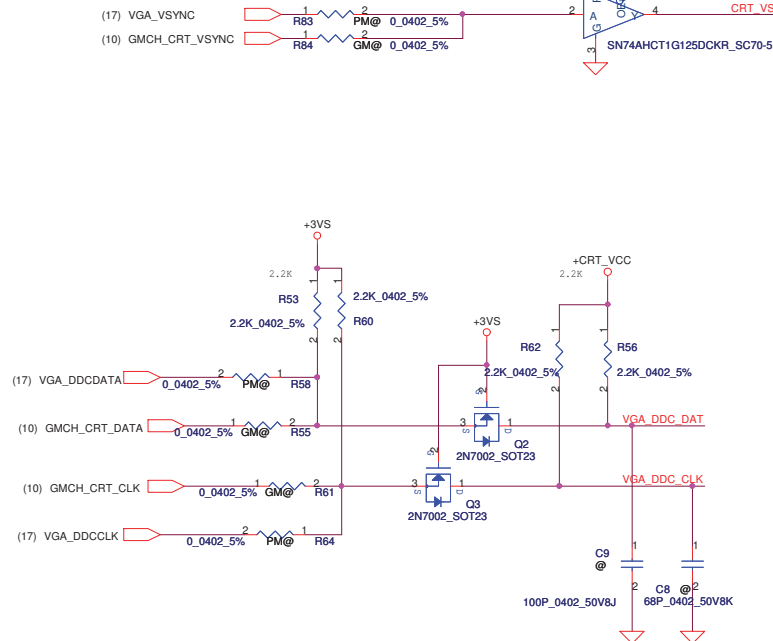 (17) VGA_VSYNC
1
R83
2
PM@ 0_0402_5%
(10) GMCH_CRT_VSYNC
1
R84
2
GM@ 0_0402_5%
2
A
Y
4
G
3
CRT_VS
SN74AHCT1G125DCKR_SC70-5
+3VS
2.2K
1
1
R53
2.2K_0402_5%
2.2K_0402_5%
R60
2
2
+3VS
+CRT_VCC
2.2K
1
1
R62
R56
2.2K_0402_5%
2.2K_0402_5%
2
2
(17) VGA_DDCDATA
2
1
0_0402_5%
PM@
R58
(10) GMCH_CRT_DATA
1
2
0_0402_5%
GM@
R55
G
2
3
S
1
D
Q2
2N7002_SOT23
VGA_DDC_DAT
(10) GMCH_CRT_CLK
1
2
0_0402_5%
GM@
R61
G
2
3
S
1
D
Q3
2N7002_SOT23
VGA_DDC_CLK
(17) VGA_DDCCLK
2
1
0_0402_5%
PM@
R64
C9
@
1
2
100P_0402_50V8J
1
C8 @
2
68P_0402_50V8K